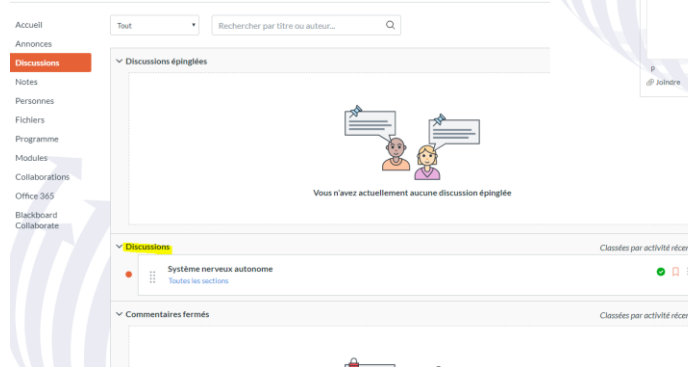 Accueil
Annonces
Discussions
Notes
Personnes
Fichiers
Programme
Modules
Collaborations
Office 365
Blackboard
Collaborate
Tout
Rechercher par titre ou auteur...
Discussions épinglées
Vous n'avez actuellement aucune discussion épinglée
Discussions
Classées par activité récen
Système nerveux autonome
Toutes les sections
Commentaires fermés
Classées par activité récen
p
Joindre